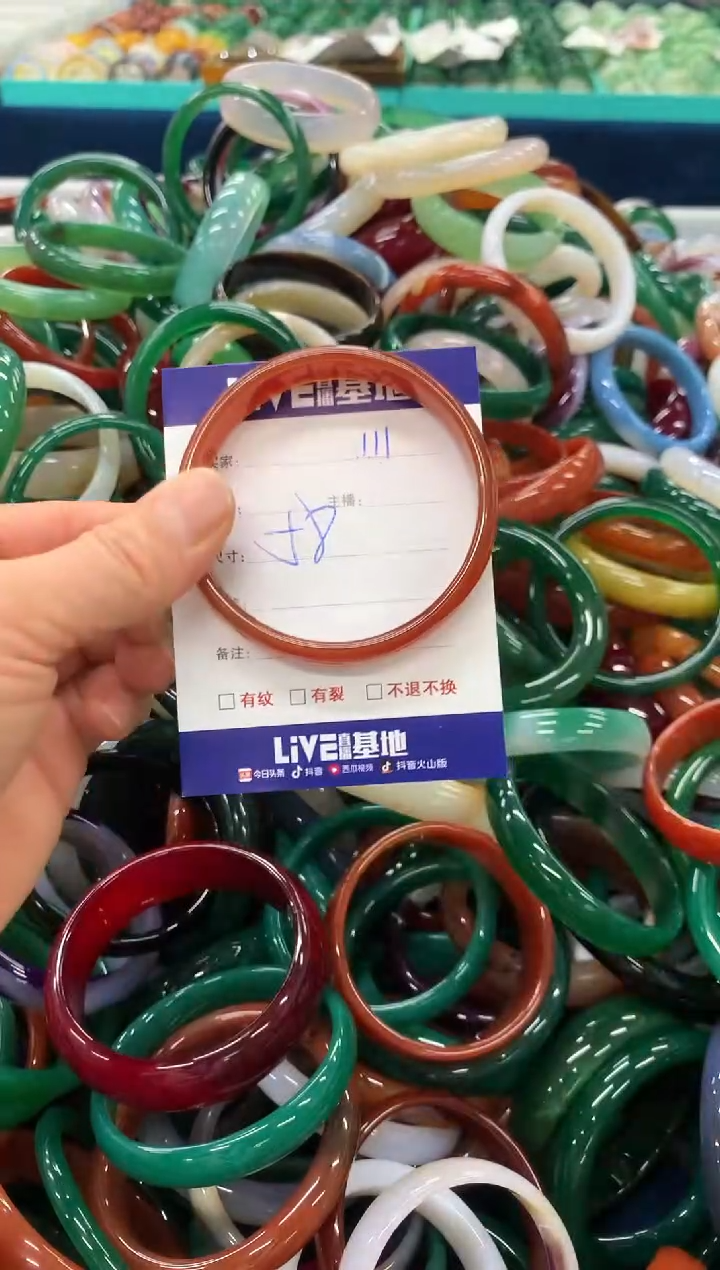 LiVE直播基地
家: 111
主播:
寸: 58
备注:
□有纹 □有裂 □不退不换
LiVE直播基地
今日头条 抖音 西瓜视频 抖音火山版